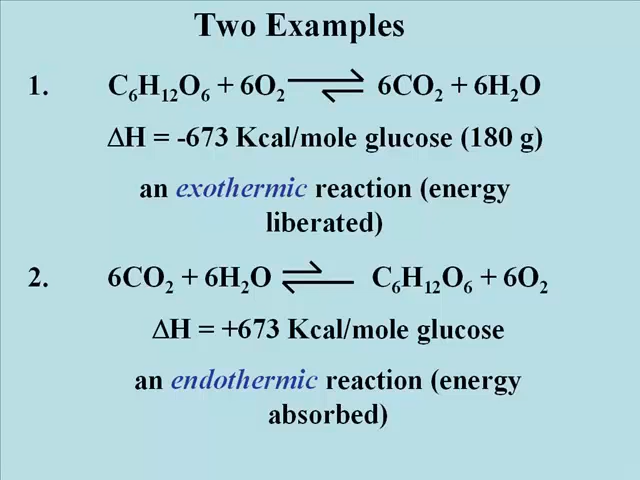 Two Examples
1. C₆H₁₂O₆ + 6O₂ ⇌ 6CO₂ + 6H₂O
ΔH = -673 Kcal/mole glucose (180 g)
an exothermic reaction (energy
liberated)
2. 6CO₂ + 6H₂O ⇌ C₆H₁₂O₆ + 6O₂
ΔH = +673 Kcal/mole glucose
an endothermic reaction (energy
absorbed)